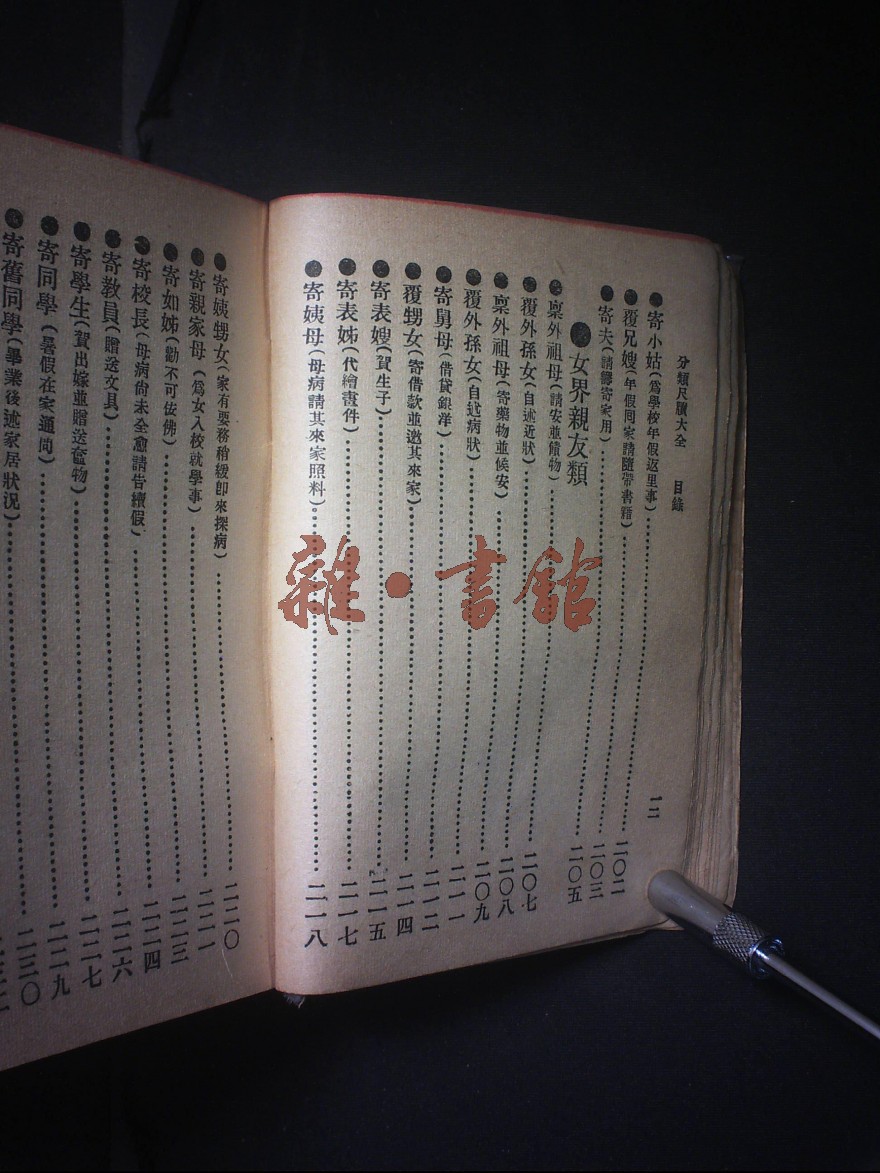 分類尺牘大全 目錄 一二
●寄小姑(爲學校年假返里事)……二〇二
●覆兄嫂(年假囘家請隨帶書籍)……二〇三
●寄夫(請籌寄家用)……二〇五
●女界親友類
●稟外祖母(請安並饋物)……二〇七
●覆外孫女(自述近狀)……二〇八
●稟外祖母(寄藥物並候安)……二〇九
●覆外孫女(自述病狀)……二一一
●寄舅母(借貸銀洋)……二一二
●覆甥女(寄借款並邀其來家)……二一四
●寄表嫂(賀生子)……二一五
●寄表姊(代繪畫件)……二一七
●寄姨母(母病請其來家照料)……二一八
●寄姨甥女(家有要務稍緩卽來探病)……二二〇
●寄親家母(爲女入校就學事)……二二一
●寄如姊(勸不可佞佛)……二二三
●寄校長(母病尙未全愈請告續假)……二二四
●寄教員(贈送文具)……二二六
●寄學生(賀出嫁並贈送奩物)……二二七
●寄同學(暑假在家通問)……二二九
●寄舊同學(畢業後述家居狀况)……二三〇
雜·書館